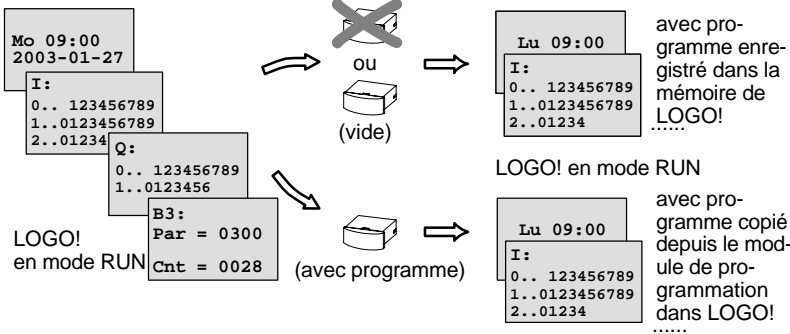 Mo 09:00
2003-01-27
I:
0.. 123456789
1..0123456789
2..01234
Q:
0.. 123456789
1..0123456
B3:
Par = 0300
Cnt = 0028
LOGO!
en mode RUN
ou
(vide)
(avec programme)
Lu 09:00
I:
0.. 123456789
1..0123456789
2..01234
avec pro-
gramme enre-
gistré dans la
mémoire de
LOGO!
......
LOGO! en mode RUN
Lu 09:00
I:
0.. 123456789
1..0123456789
2..01234
avec pro-
gramme copié
depuis le mod-
ule de pro-
grammation
dans LOGO!
......